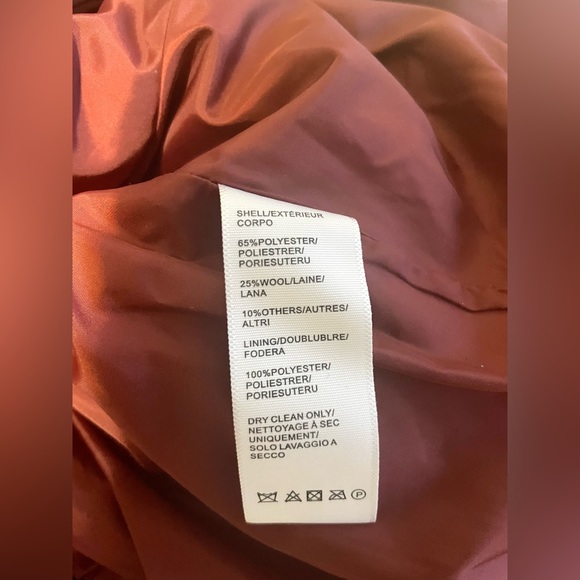 SHELL/EXTÉRIEUR
CORPO
65%POLYESTER/
POLIESTRER/
PORIESUTERU
25%WOOL/LAINE/
LANA
10%OTHERS/AUTRES/
ALTRI
LINING/DOUBLUBLRE/
FODERA
100%POLYESTER/
POLIESTRER/
PORIESUTERU
DRY CLEAN ONLY/
NETTOYAGE À SEC
UNIQUEMENT/
SOLO LAVAGGIO A
SECCO
P